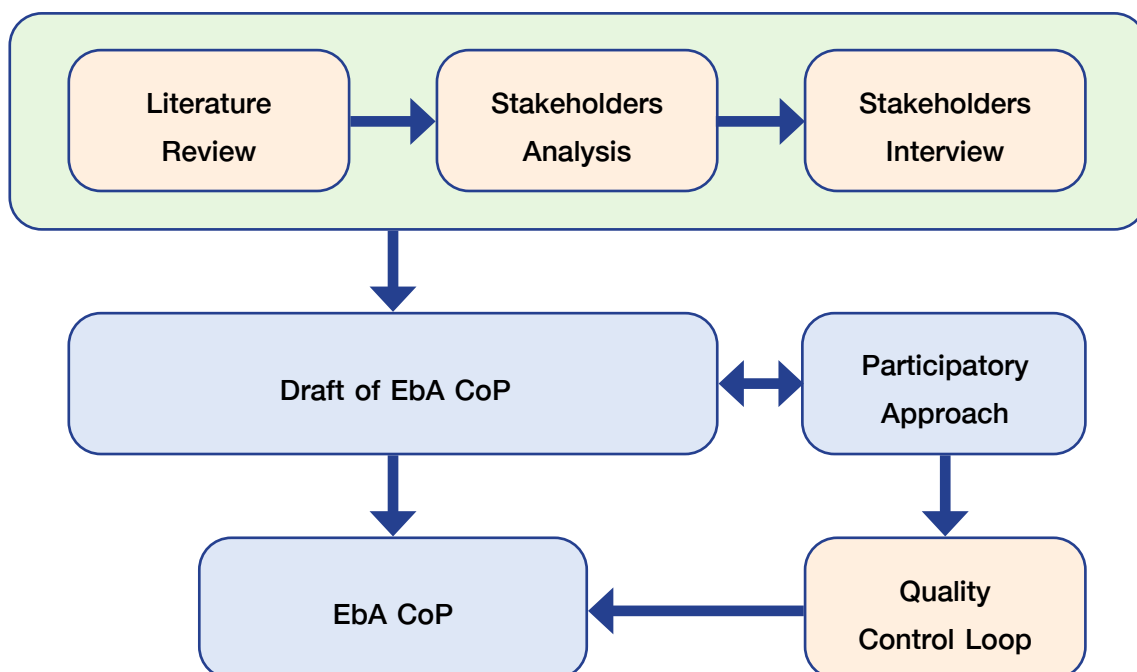 Literature
Review
Stakeholders
Analysis
Stakeholders
Interview
Draft of EbA CoP
Participatory
Approach
EbA CoP
Quality
Control Loop